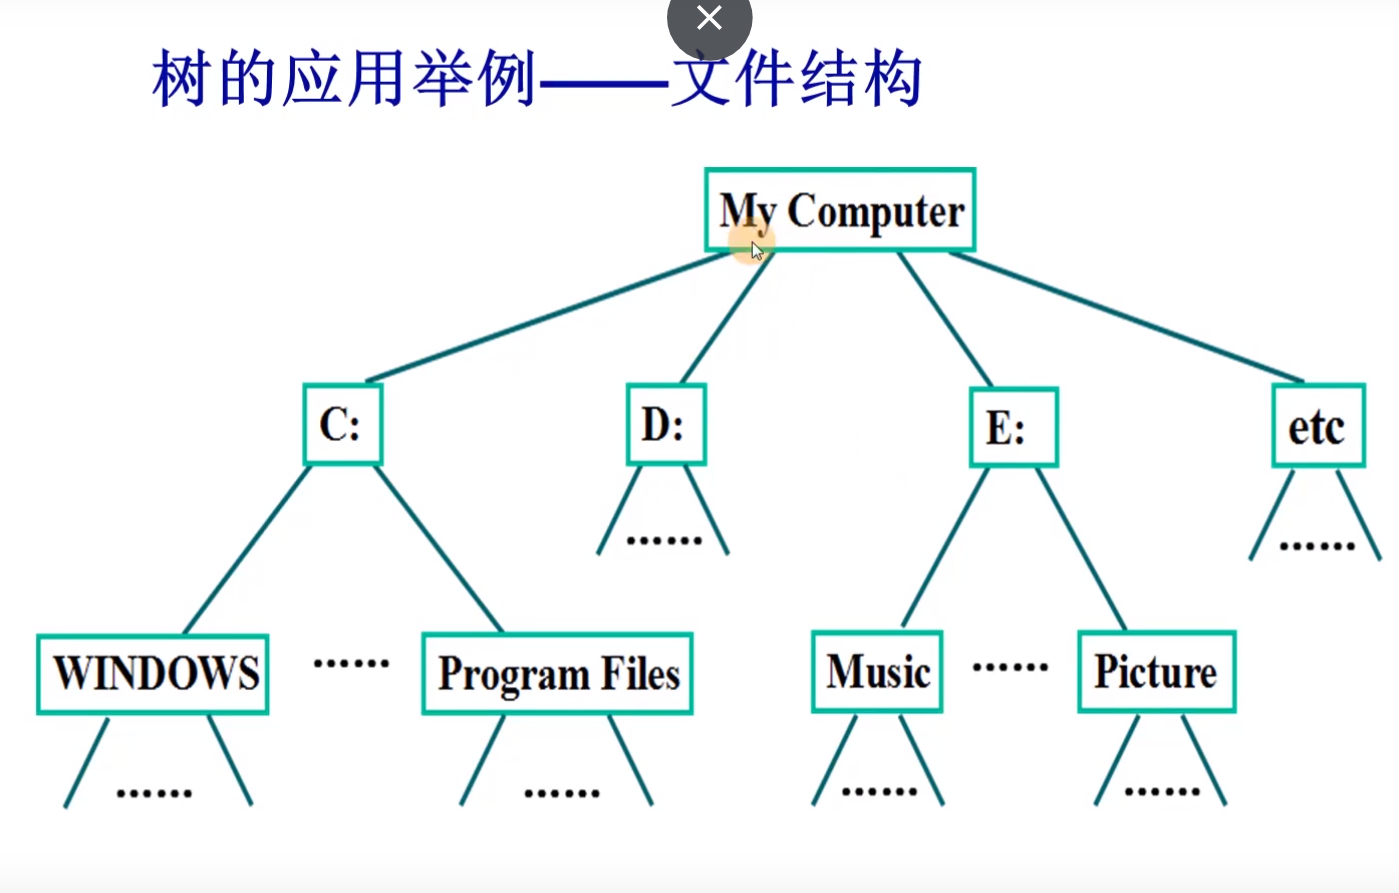 树的应用举例——文件结构
My Computer
C:
D:
E:
etc
......
......
WINDOWS
......
Program Files
Music
......
Picture
......
......
......
......